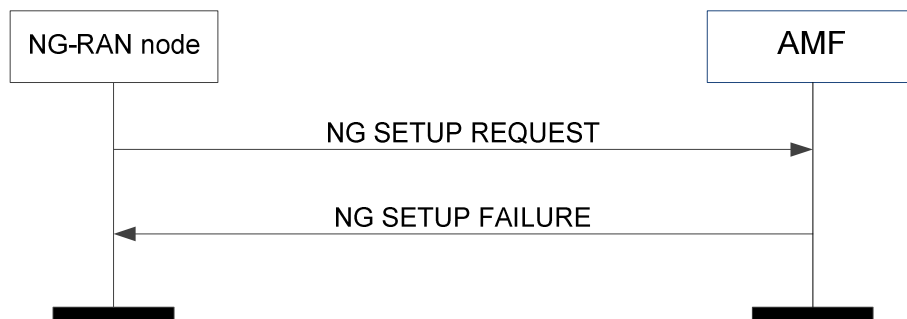 NG-RAN node
AMF
NG SETUP REQUEST
NG SETUP FAILURE